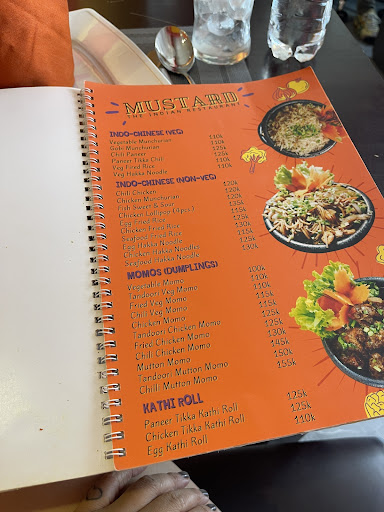 MUSTARD
THE INDIAN RESTAURANT
INDO-CHINESE (VEG)
Vegetable Manchurian 110k
Gobi Manchurian 115k
Chili Paneer 125k
Paneer Tikka Chili
Veg Fried Rice 110k
Veg Hakka Noodle 115k
INDO-CHINESE (NON-VEG)
Chili Chicken 120k
Chicken Manchurian 120k
Fish Sweet & Sour
Chicken Lollipop
Egg Fried Rice 115k
Chicken Fried Rice 125k
Seafood Fried Rice 130k
Egg Hakka Noodle 115k
Chicken Hakka Noodles 125k
Seafood Hakka Noodle 130k
MOMOS (DUMPLINGS)
Vegetable Momo 100k
Tandoori Veg Momo 110k
Fried Veg Momo 115k
Chili Veg Momo 115k
Chicken Momo 115k
Tandoori Chicken Momo 125k
Fried Chicken Momo 125k
Chili Chicken Momo 130k
Mutton Momo 145k
Tandoori Mutton Momo 150k
Chili Mutton Momo 155k
KATHI ROLL
Paneer Tikka Kathi Roll 125k
Chicken Tikka Kathi Roll 125k
Egg Kathi Roll 110k